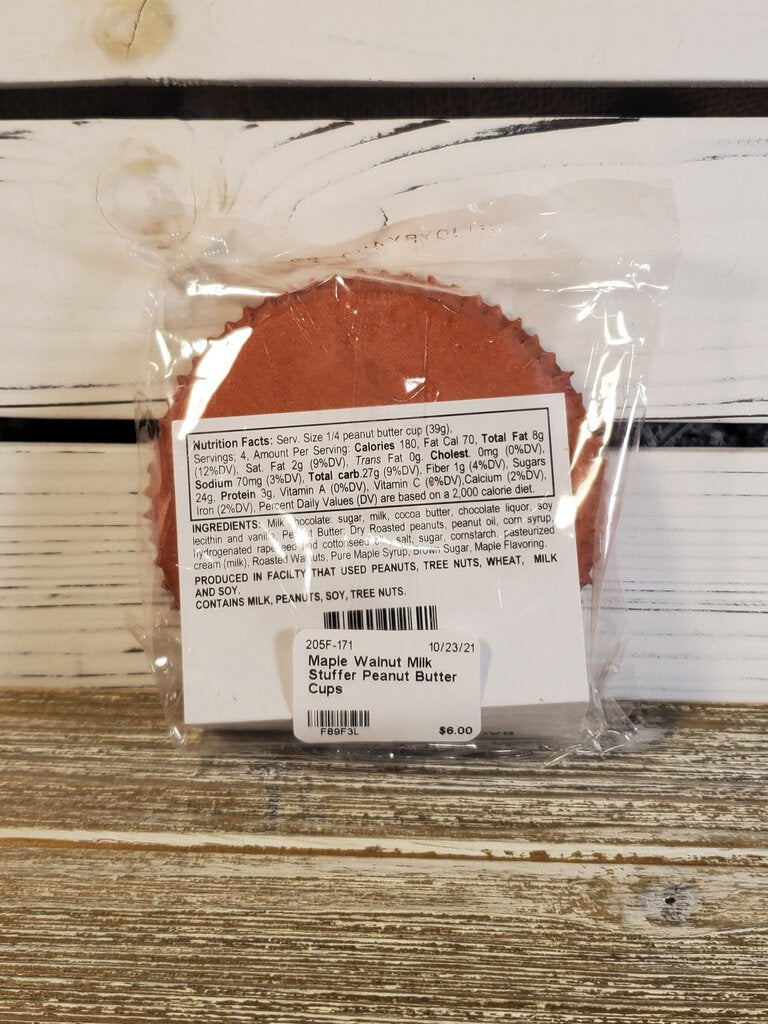 Nutrition Facts: Serv. Size 1/4 peanut butter cup (39g),
Servings; 4, Amount Per Serving: Calories 180, Fat Cal 70, Total Fat 8g
(12%DV), Sat. Fat 2g (9%DV), Trans Fat 0g, Cholest. 0mg (0%DV),
Sodium 70mg (3%DV), Total carb.27g (9%DV), Fiber 1g (4%DV), Sugars
24g, Protein 3g, Vitamin A (0%DV), Vitamin C (0%DV),Calcium (2%DV),
Iron (2%DV), Percent Daily Values (DV) are based on a 2,000 calorie diet.
INGREDIENTS: Milk chocolate: sugar, milk, cocoa butter, chocolate liquor, soy
lecithin and vanilla, Peanut Butter: Dry Roasted peanuts, peanut oil, corn syrup,
hydrogenated rapeseed and cottonseed oil, salt, sugar, cornstarch, pasteurized
cream (milk), Roasted Walnuts, Pure Maple Syrup, Brown Sugar, Maple Flavoring.
PRODUCED IN FACILTY THAT USED PEANUTS, TREE NUTS, WHEAT, MILK
AND SOY.
CONTAINS MILK, PEANUTS, SOY, TREE NUTS.
205F-171 10/23/21
Maple Walnut Milk
Stuffer Peanut Butter
Cups
F89F3L $6.00